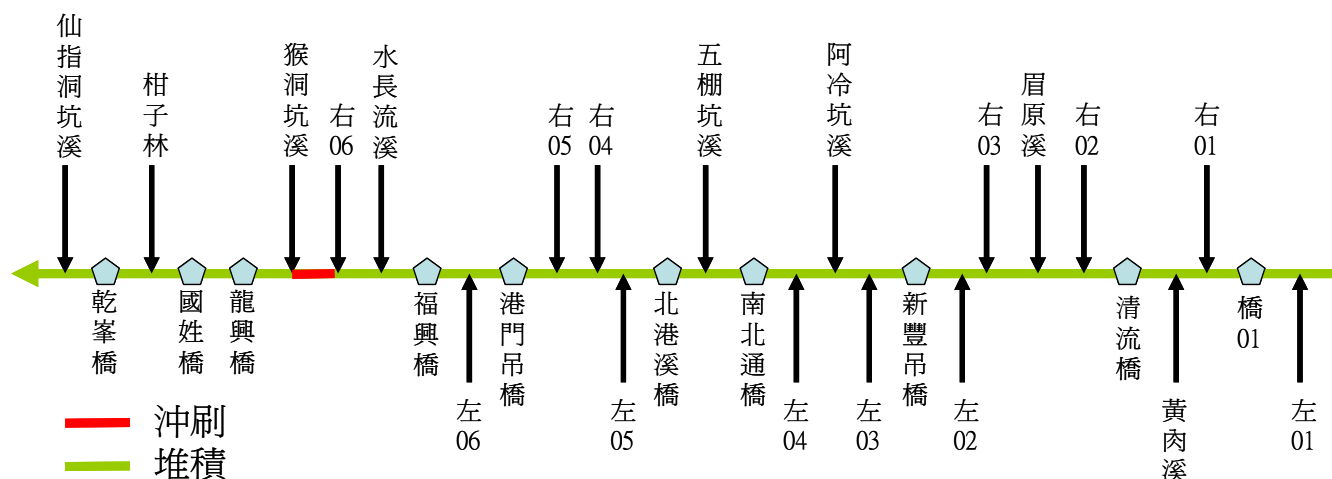 仙指洞坑溪
柑子林
猴洞坑溪
右06
水長流溪
右05
右04
五棚坑溪
阿冷坑溪
右03
眉原溪
右02
右01
乾峯橋
國姓橋
龍興橋
福興橋
港門吊橋
北港溪橋
南北通橋
新豐吊橋
清流橋
橋01
左06
左05
左04
左03
左02
黃肉溪
左01
沖刷
堆積